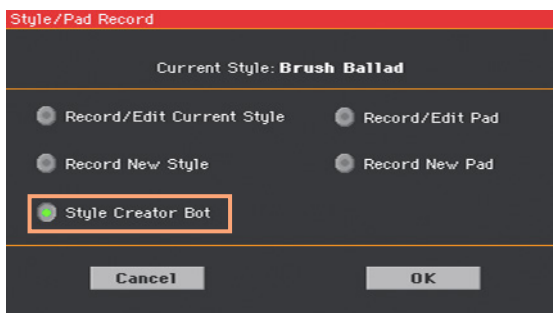 Style/Pad Record
Current Style: Brush Ballad
Record/Edit Current Style
Record/Edit Pad
Record New Style
Record New Pad
Style Creator Bot
Cancel
OK